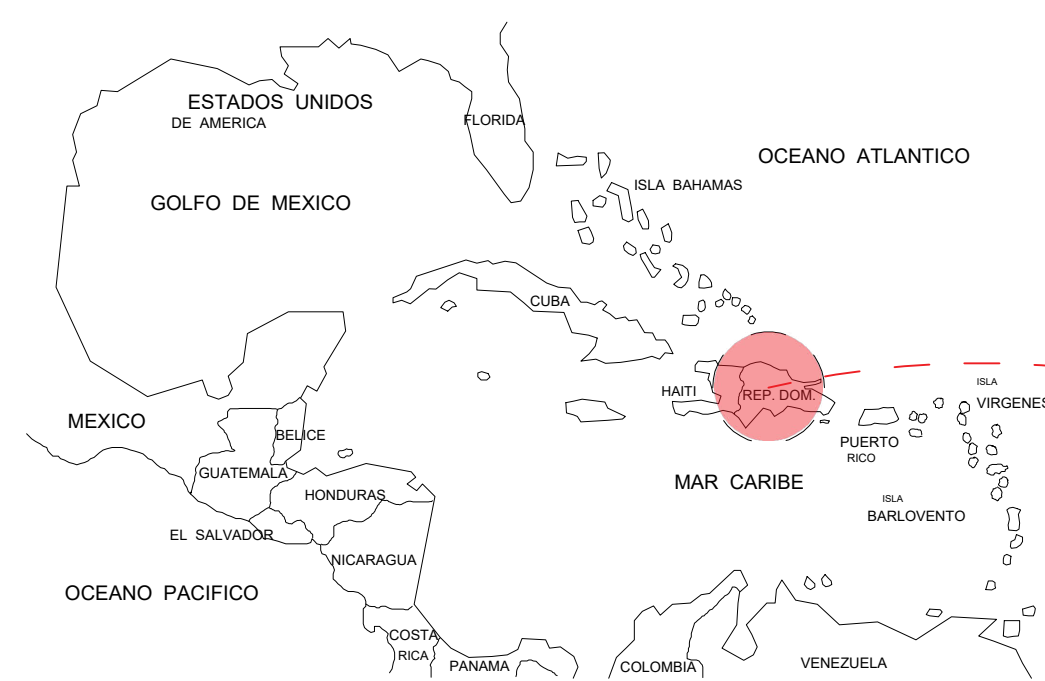 ESTADOS UNIDOS
DE AMERICA
FLORIDA
OCEANO ATLANTICO
ISLA BAHAMAS
GOLFO DE MEXICO
CUBA
ISLA
VIRGENES
HAITI
REP. DOM.
MEXICO
BELICE
PUERTO
RICO
GUATEMALA
MAR CARIBE
HONDURAS
ISLA
BARLOVENTO
EL SALVADOR
NICARAGUA
OCEANO PACIFICO
COSTA
RICA
PANAMA
COLOMBIA
VENEZUELA